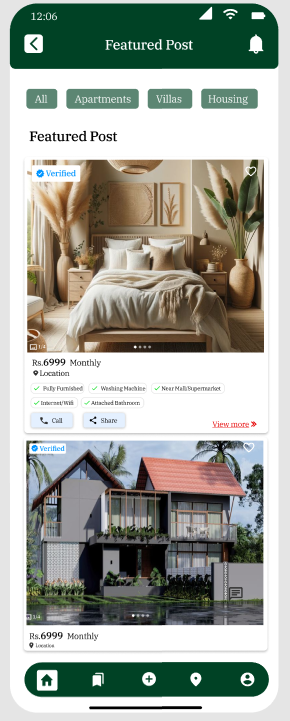 12:06
Featured Post
All Apartments Villas Housing
Featured Post
Verified
1/4
Rs.6999 Monthly
Location
Fully Furnished Washing Machine Near Mall/Supermarket
Internet/Wifi Attached Bathroom
Call Share View more
Verified
1/4
Rs.6999 Monthly
Location